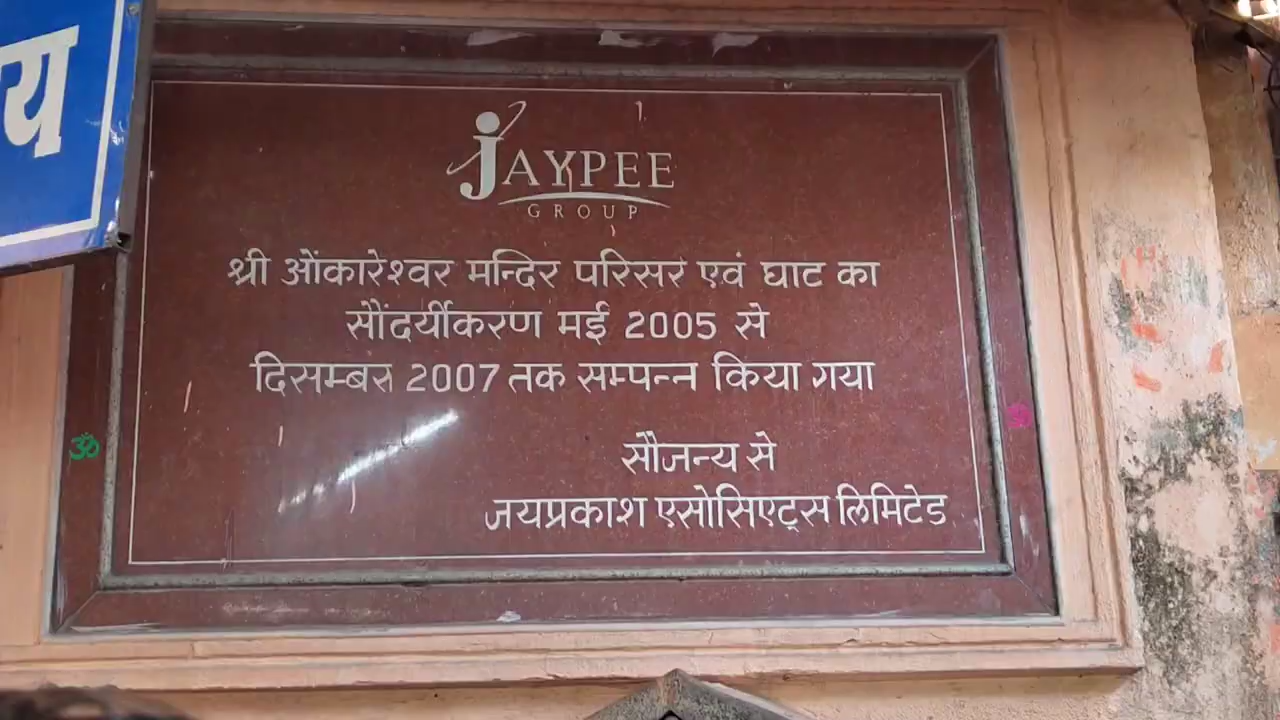 य
JAYPEE
GROUP
श्री ओंकारेश्वर मन्दिर परिसर एवं घाट का
सौंदर्यीकरण मई 2005 से
दिसम्बर 2007 तक सम्पन्न किया गया
सौजन्य से
जयप्रकाश एसोसिएट्स लिमिटेड
ॐ